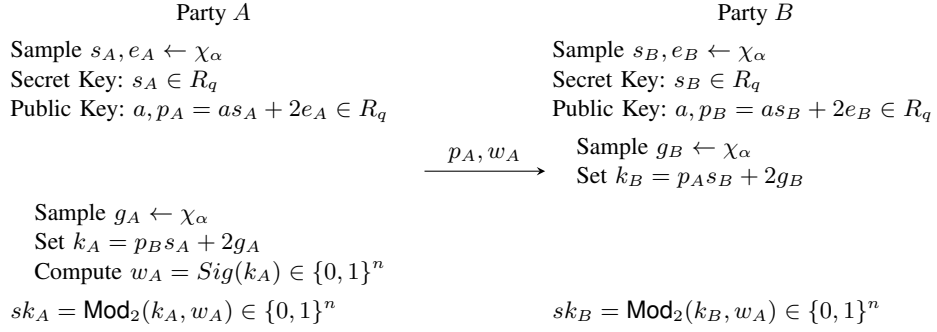 Party A Party B
Sample s_A, e_A ← χ_α Sample s_B, e_B ← χ_α
Secret Key: s_A ∈ R_q Secret Key: s_B ∈ R_q
Public Key: a, p_A = as_A + 2e_A ∈ R_q Public Key: a, p_B = as_B + 2e_B ∈ R_q
p_A, w_A Sample g_B ← χ_α
Set k_B = p_A s_B + 2g_B
Sample g_A ← χ_α
Set k_A = p_B s_A + 2g_A
Compute w_A = Sig(k_A) ∈ {0, 1}^n
sk_A = Mod_2(k_A, w_A) ∈ {0, 1}^n sk_B = Mod_2(k_B, w_A) ∈ {0, 1}^n